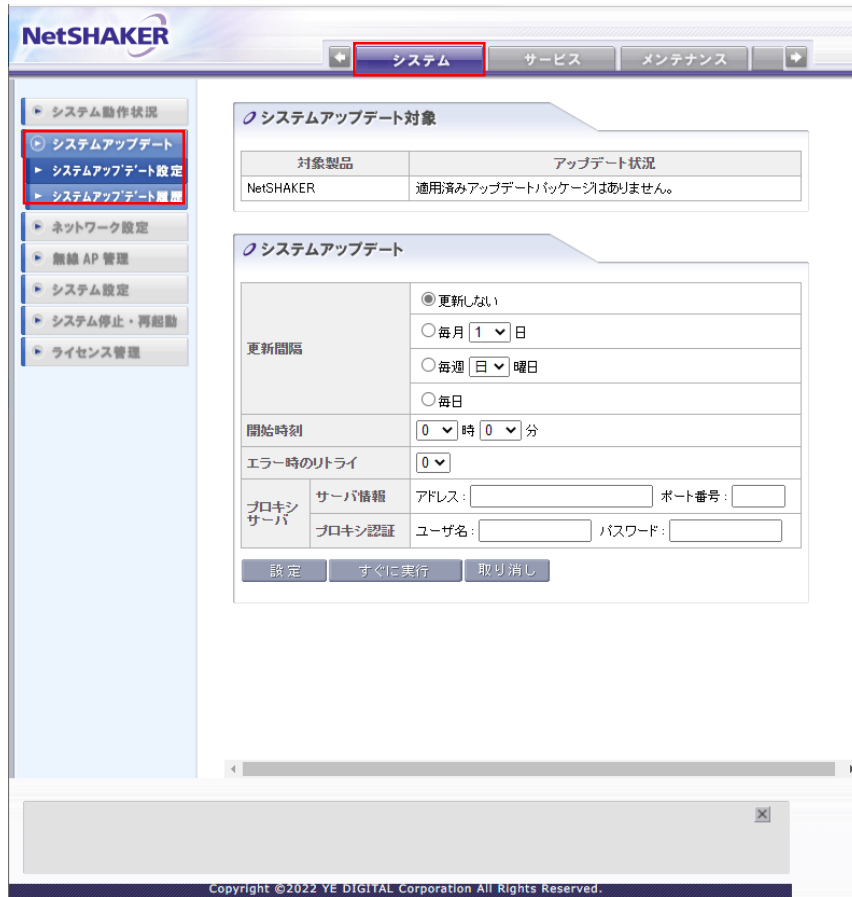 NetSHAKER
システム サービス メンテナンス
システム動作状況
システムアップデート
システムアップデート設定
システムアップデート履歴
ネットワーク設定
無線 AP 管理
システム設定
システム停止・再起動
ライセンス管理
システムアップデート対象
対象製品 アップデート状況
NetSHAKER 適用済みアップデートパッケージはありません。
システムアップデート
更新間隔
更新しない
毎月 1 日
毎週 日 曜日
毎日
開始時刻 0 時 0 分
エラー時のリトライ 0
プロキシサーバ
サーバ情報 アドレス : ポート番号 :
プロキシ認証 ユーザ名 : パスワード :
設定 すぐに実行 取り消し
Copyright ©2022 YE DIGITAL Corporation All Rights Reserved.